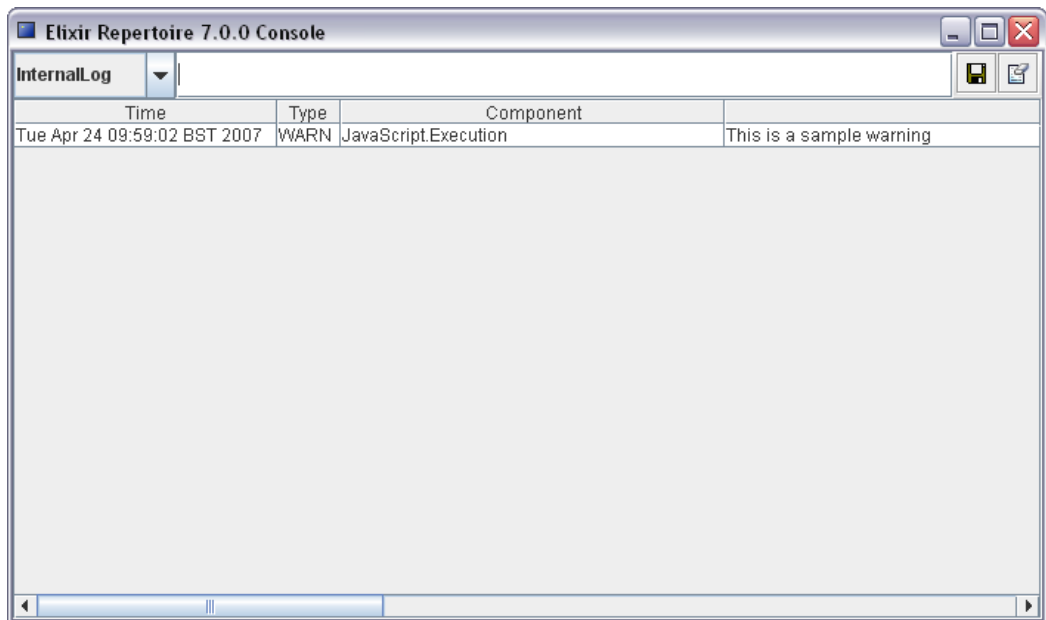 Elixir Repertoire 7.0.0 Console
InternalLog
Time Type Component
Tue Apr 24 09:59:02 BST 2007 WARN JavaScript.Execution This is a sample warning